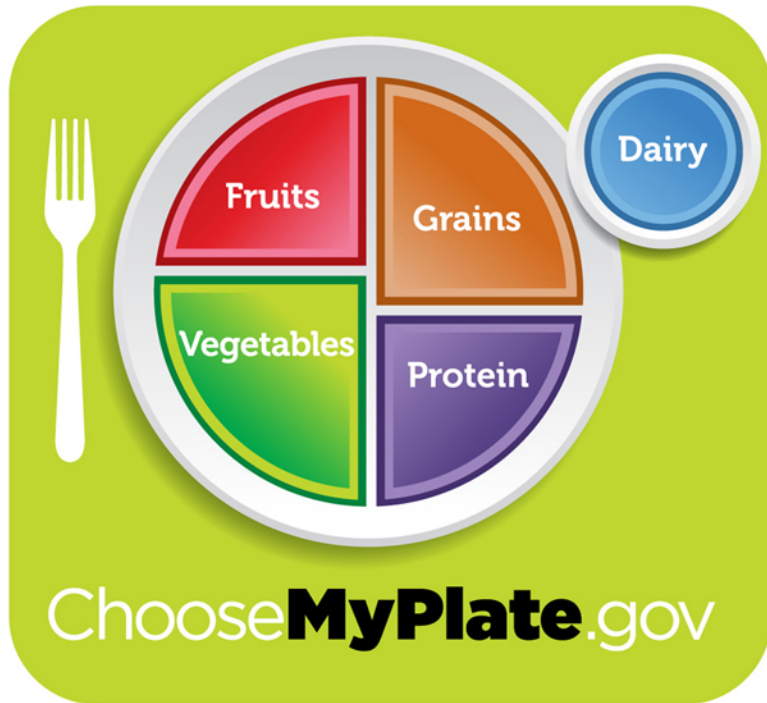 Dairy
Fruits
Grains
Vegetables
Protein
ChooseMyPlate.gov